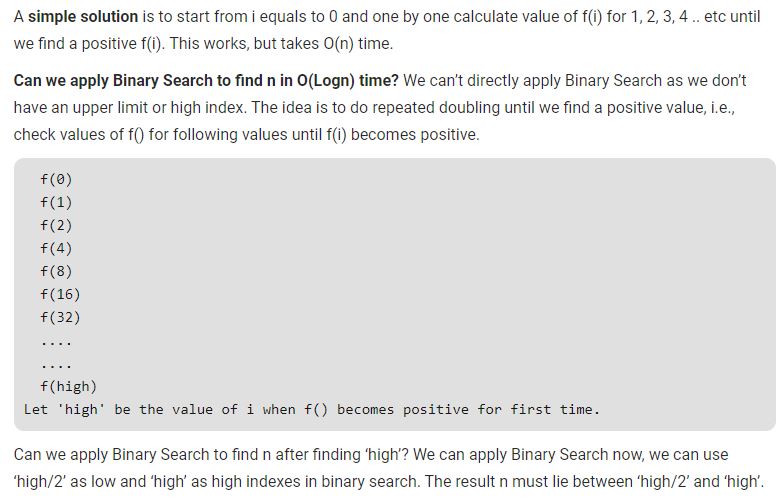 A simple solution is to start from i equals to 0 and one by one calculate value of f(i) for 1, 2, 3, 4 .. etc until
we find a positive f(i). This works, but takes O(n) time.
Can we apply Binary Search to find n in O(Logn) time? We can’t directly apply Binary Search as we don’t
have an upper limit or high index. The idea is to do repeated doubling until we find a positive value, i.e.,
check values of f() for following values until f(i) becomes positive.
f(0)
f(1)
f(2)
f(4)
f(8)
f(16)
f(32)
....
....
f(high)
Let 'high' be the value of i when f() becomes positive for first time.
Can we apply Binary Search to find n after finding ‘high’? We can apply Binary Search now, we can use
‘high/2’ as low and ‘high’ as high indexes in binary search. The result n must lie between ‘high/2’ and ‘high’.